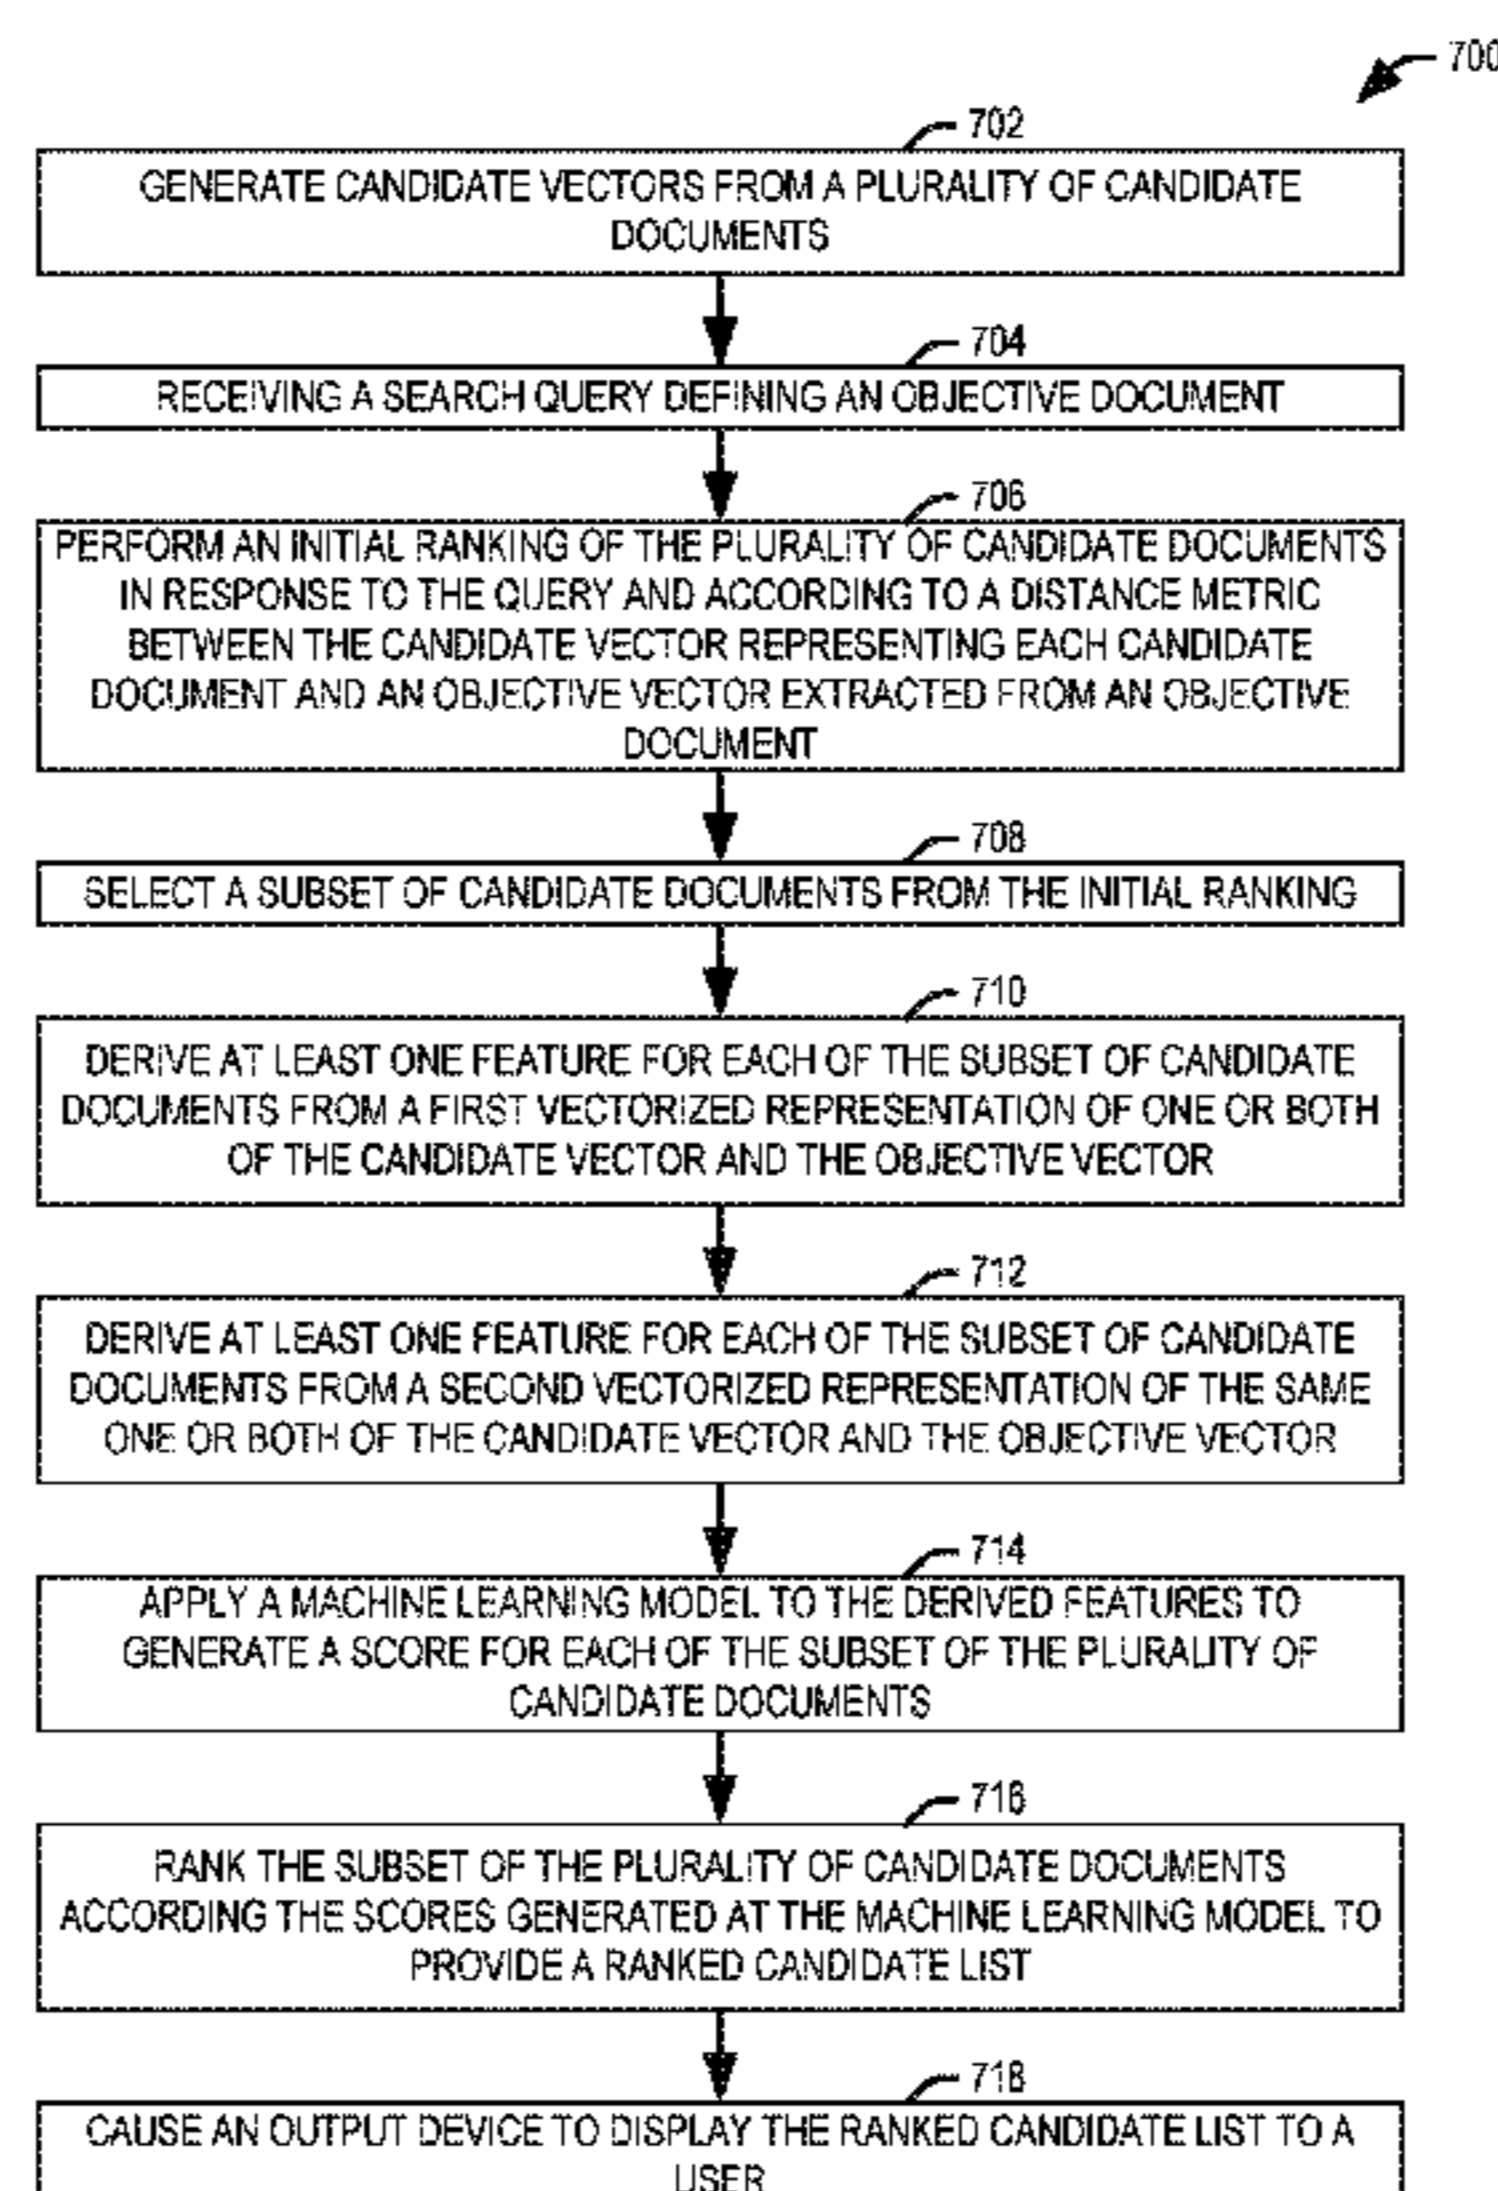 700
702
GENERATE CANDIDATE VECTORS FROM A PLURALITY OF CANDIDATE
DOCUMENTS
704
RECEIVING A SEARCH QUERY DEFINING AN OBJECTIVE DOCUMENT
706
PERFORM AN INITIAL RANKING OF THE PLURALITY OF CANDIDATE DOCUMENTS
IN RESPONSE TO THE QUERY AND ACCORDING TO A DISTANCE METRIC
BETWEEN THE CANDIDATE VECTOR REPRESENTING EACH CANDIDATE
DOCUMENT AND AN OBJECTIVE VECTOR EXTRACTED FROM AN OBJECTIVE
DOCUMENT
708
SELECT A SUBSET OF CANDIDATE DOCUMENTS FROM THE INITIAL RANKING
710
DERIVE AT LEAST ONE FEATURE FOR EACH OF THE SUBSET OF CANDIDATE
DOCUMENTS FROM A FIRST VECTORIZED REPRESENTATION OF ONE OR BOTH
OF THE CANDIDATE VECTOR AND THE OBJECTIVE VECTOR
712
DERIVE AT LEAST ONE FEATURE FOR EACH OF THE SUBSET OF CANDIDATE
DOCUMENTS FROM A SECOND VECTORIZED REPRESENTATION OF THE SAME
ONE OR BOTH OF THE CANDIDATE VECTOR AND THE OBJECTIVE VECTOR
714
APPLY A MACHINE LEARNING MODEL TO THE DERIVED FEATURES TO
GENERATE A SCORE FOR EACH OF THE SUBSET OF THE PLURALITY OF
CANDIDATE DOCUMENTS
716
RANK THE SUBSET OF THE PLURALITY OF CANDIDATE DOCUMENTS
ACCORDING THE SCORES GENERATED AT THE MACHINE LEARNING MODEL TO
PROVIDE A RANKED CANDIDATE LIST
718
CAUSE AN OUTPUT DEVICE TO DISPLAY THE RANKED CANDIDATE LIST TO A
USER